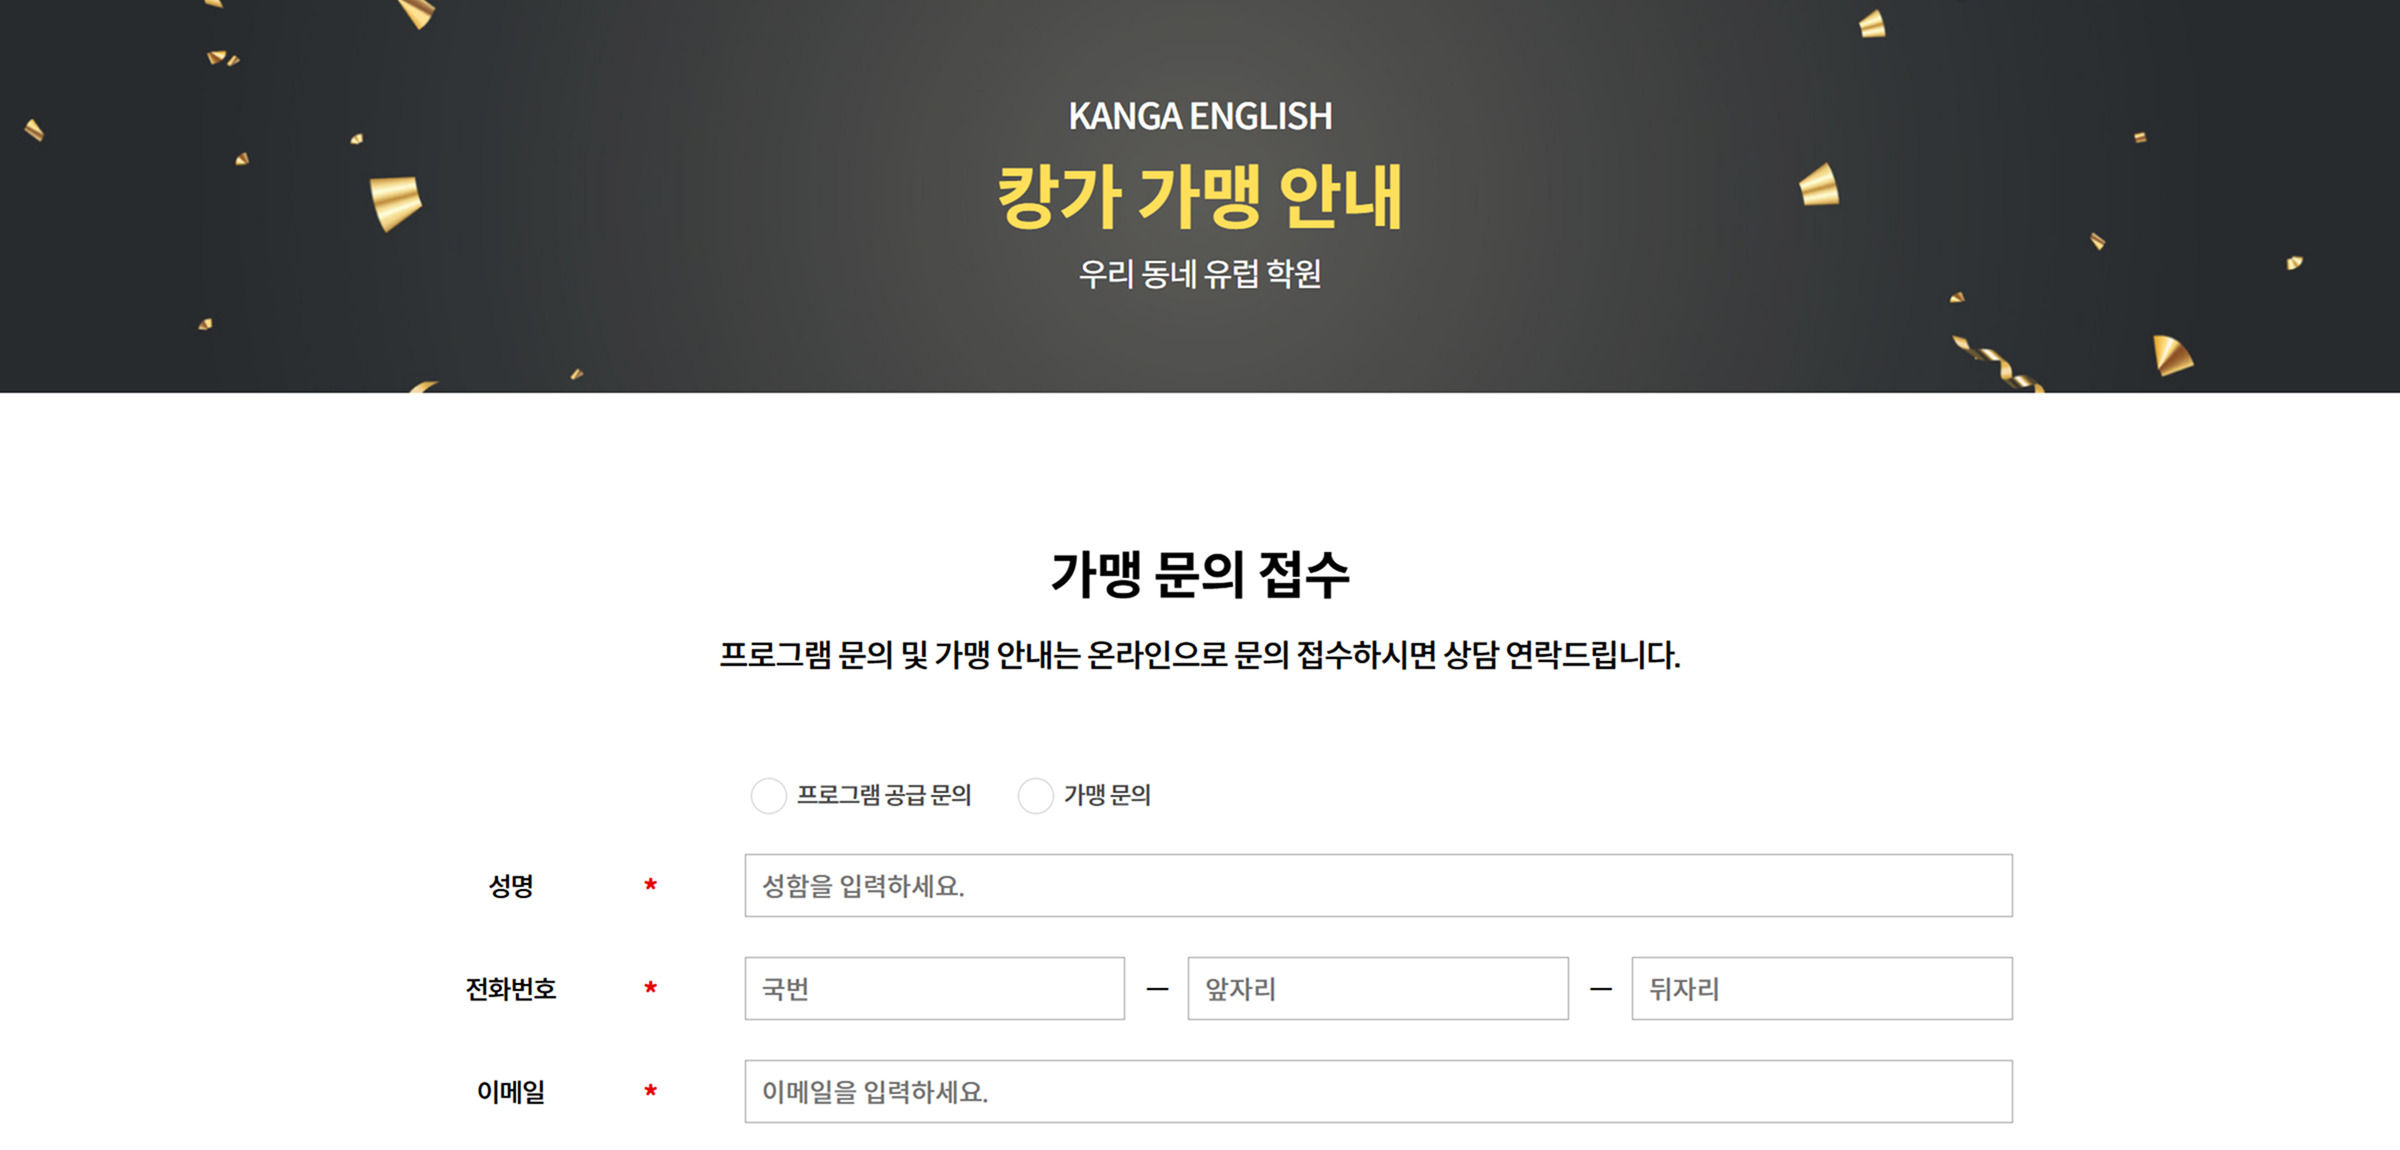 KANGA ENGLISH
캉가 가맹 안내
우리 동네 유럽 학원
가맹 문의 접수
프로그램 문의 및 가맹 안내는 온라인으로 문의 접수하시면 상담 연락드립니다.
프로그램 공급 문의 가맹 문의
성명 * 성함을 입력하세요.
전화번호 * 국번 — 앞자리 — 뒤자리
이메일 * 이메일을 입력하세요.